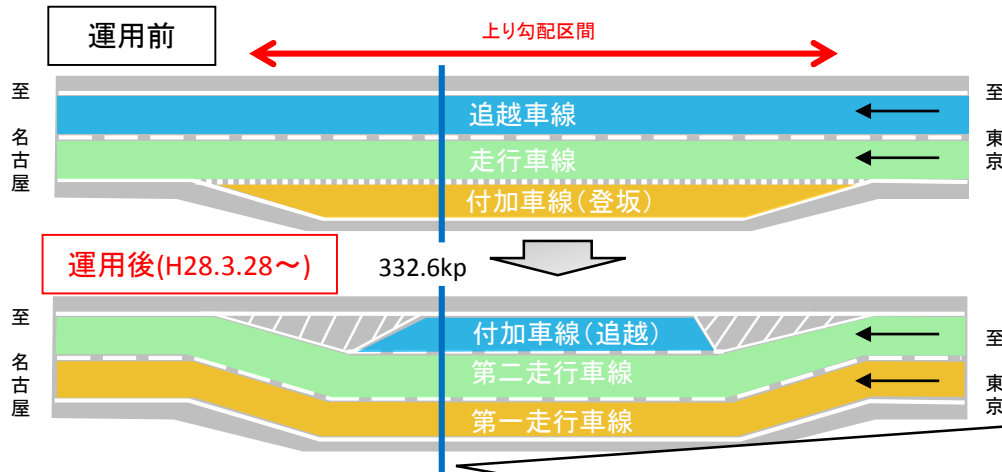 運用前
上り勾配区間
至 名古屋
至 東京
追越車線
走行車線
付加車線(登坂)
運用後(H28.3.28～)
332.6kp
至 名古屋
至 東京
付加車線(追越)
第二走行車線
第一走行車線